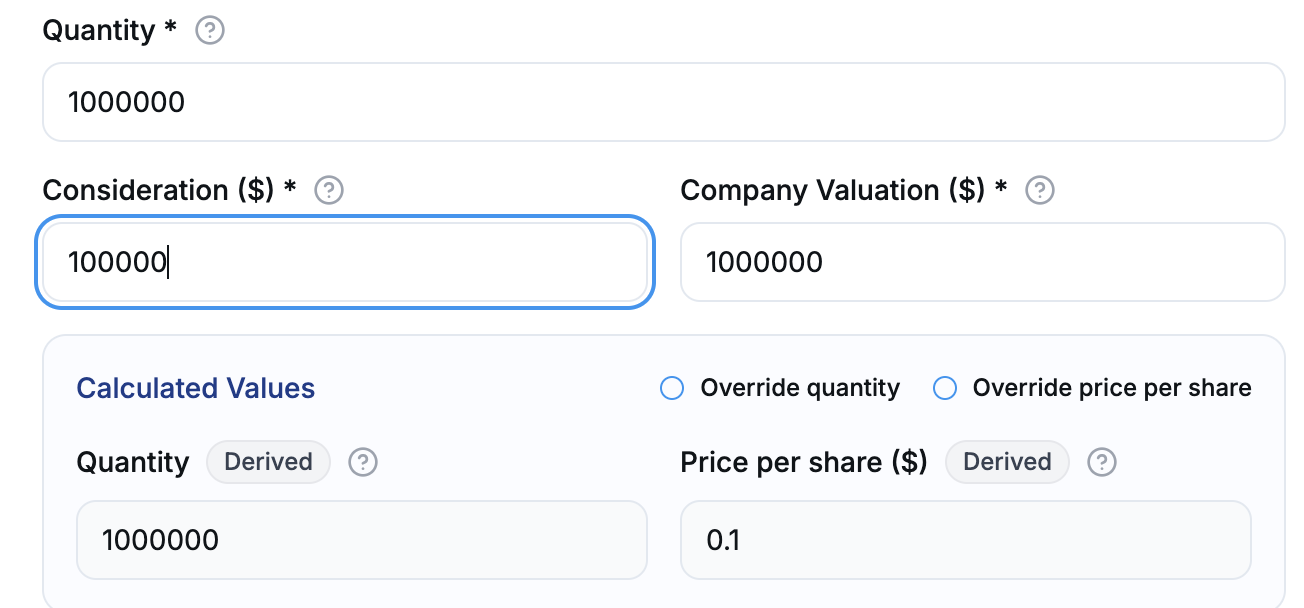 Quantity * ?
1000000
Consideration ($) * ?
Company Valuation ($) * ?
100000
1000000
Calculated Values
Override quantity
Override price per share
Quantity Derived ?
Price per share ($) Derived ?
1000000
0.1